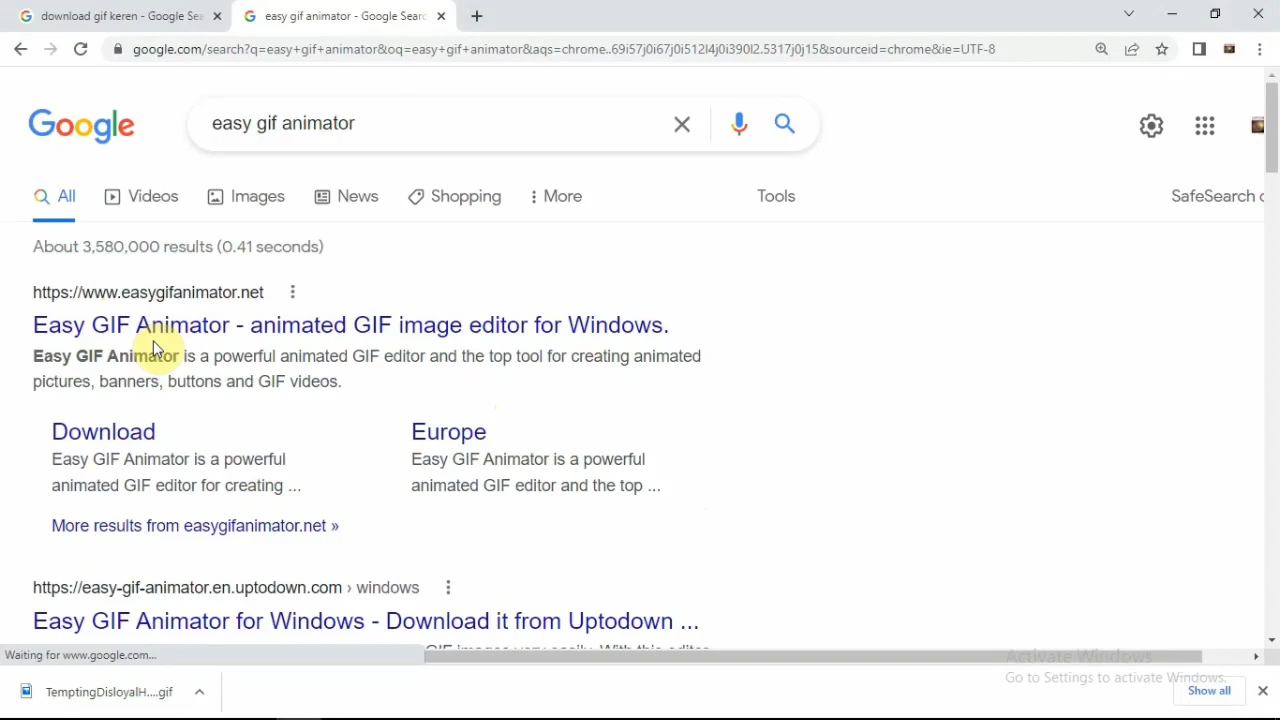 download gif keren - Google Sea
easy gif animator - Google Searc
google.com/search?q=easy+gif+animator&oq=easy+gif+animator&aqs=chrome..69i57j0i67j0i512l4j0i390l2.5317j0j15&sourceid=chrome&ie=UTF-8
Google
easy gif animator
All
Videos
Images
News
Shopping
More
Tools
SafeSearch o
About 3,580,000 results (0.41 seconds)
https://www.easygifanimator.net
Easy GIF Animator - animated GIF image editor for Windows.
Easy GIF Animator is a powerful animated GIF editor and the top tool for creating animated
pictures, banners, buttons and GIF videos.
Download
Easy GIF Animator is a powerful
animated GIF editor for creating ...
Europe
Easy GIF Animator is a powerful
animated GIF editor and the top ...
More results from easygifanimator.net »
https://easy-gif-animator.en.uptodown.com › windows
Easy GIF Animator for Windows - Download it from Uptodown ...
Waiting for www.google.com...
Activate Windows
Go to Settings to activate Windows.
TemptingDisloyalH....gif
Show all